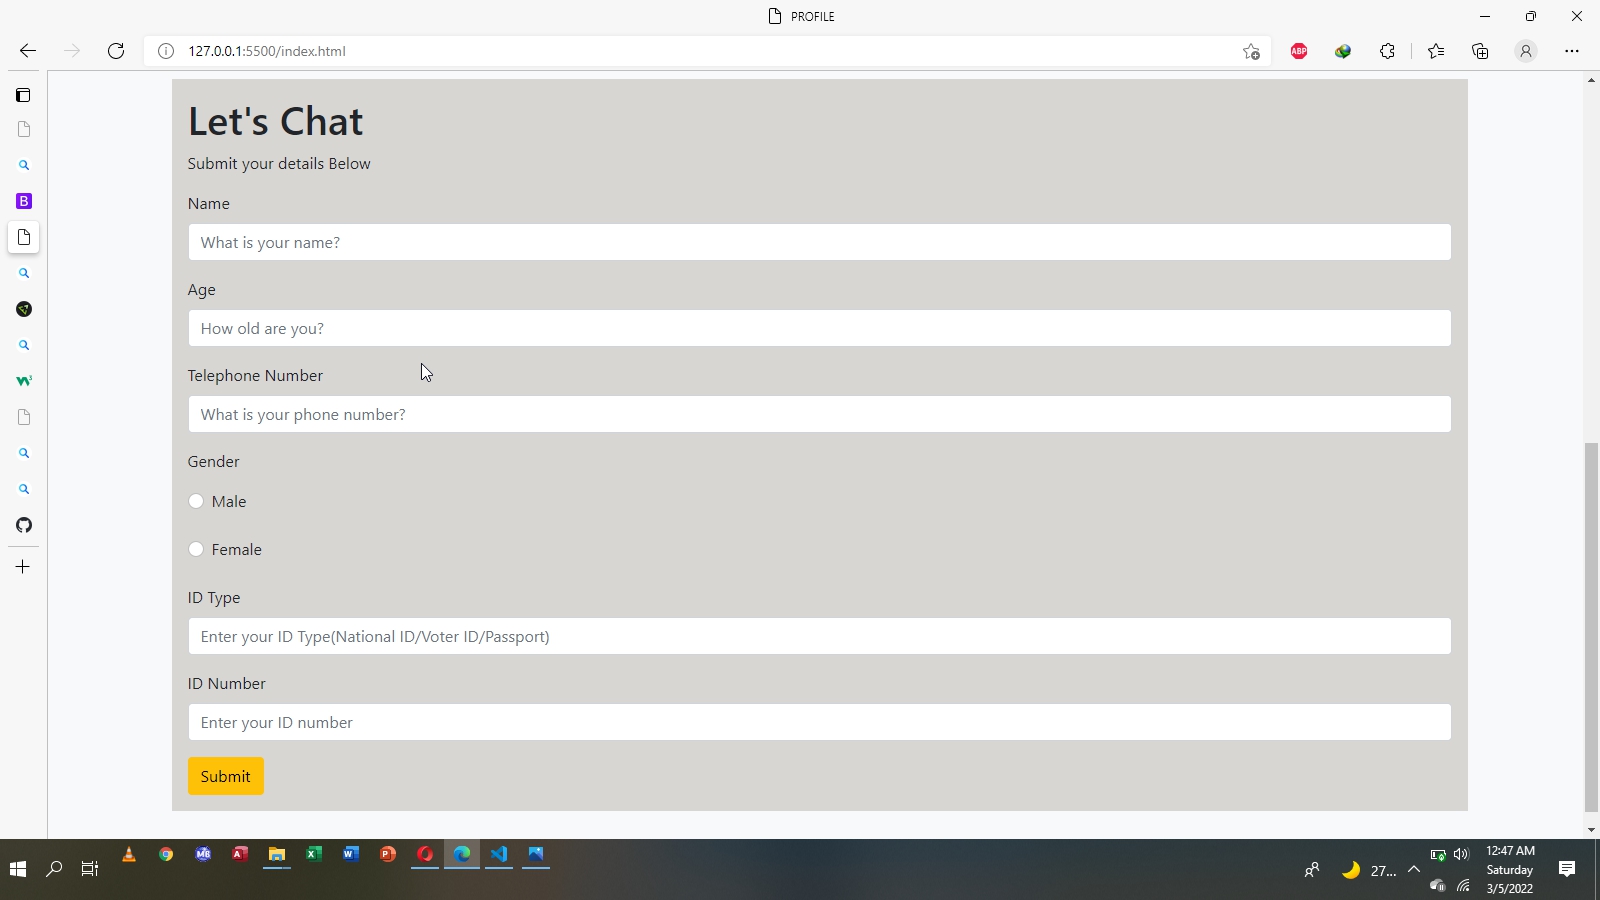 PROFILE
127.0.0.1:5500/index.html
ABP
B
Let's Chat
Submit your details Below
Name
What is your name?
Age
How old are you?
Telephone Number
What is your phone number?
Gender
Male
Female
ID Type
Enter your ID Type(National ID/Voter ID/Passport)
ID Number
Enter your ID number
Submit
27...
12:47 AM
Saturday
3/5/2022